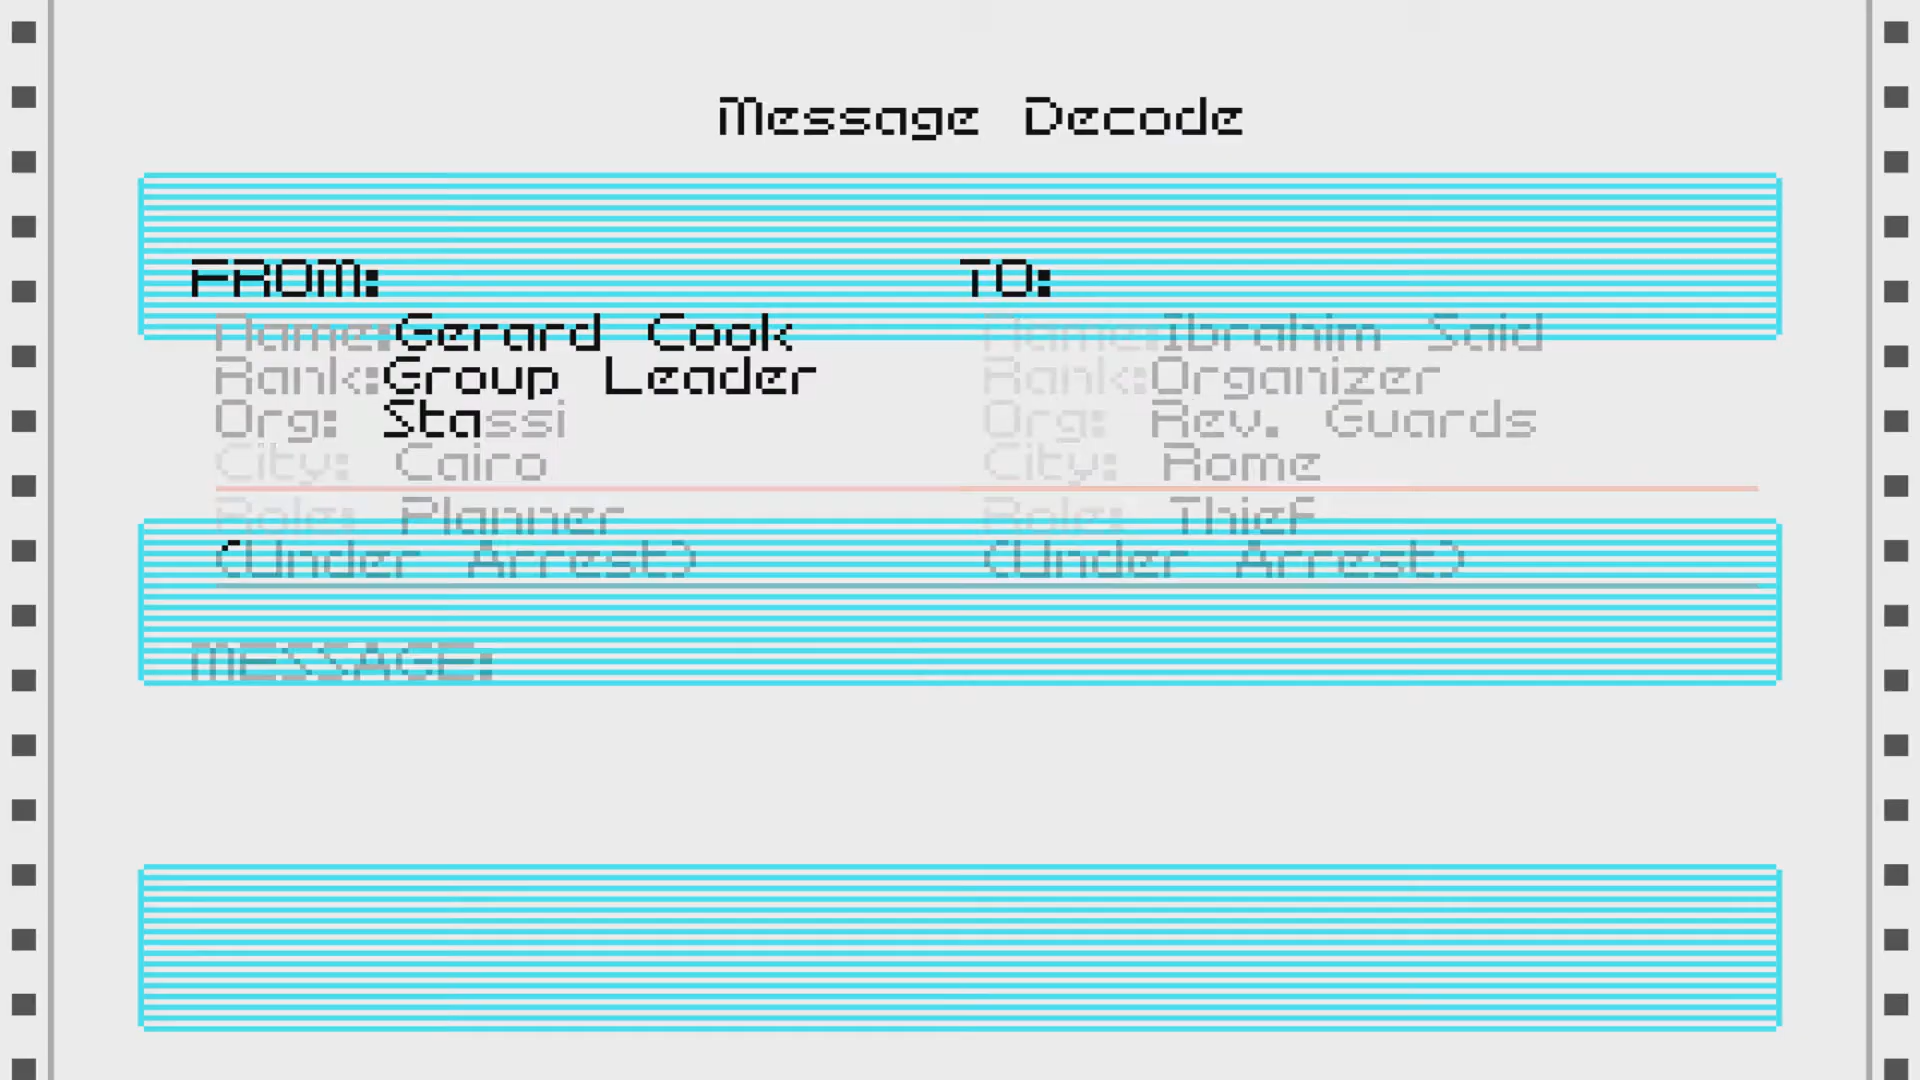 Message Decode
FROM: TO:
Name: Gerard Cook Name: Ibrahim Said
Rank: Group Leader Rank: Organizer
Org: Stassi Org: Rev. Guards
City: Cairo City: Rome
Role: Planner Role: Thief
(Under Arrest) (Under Arrest)
MESSAGE: